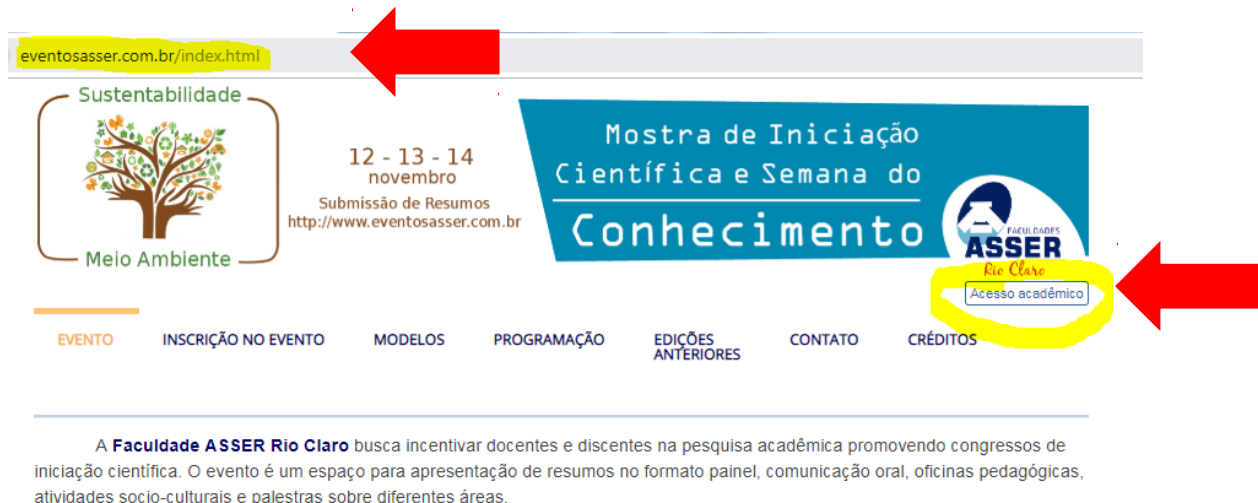 eventosasser.com.br/index.html
Sustentabilidade
Meio Ambiente
12 - 13 - 14
novembro
Submissão de Resumos
http://www.eventosasser.com.br
Mostra de Iniciação
Científica e Semana do
Conhecimento
FACULDADES
ASSER
Rio Claro
Acesso acadêmico
EVENTO
INSCRIÇÃO NO EVENTO
MODELOS
PROGRAMAÇÃO
EDIÇÕES
ANTERIORES
CONTATO
CRÉDITOS
A Faculdade ASSER Rio Claro busca incentivar docentes e discentes na pesquisa acadêmica promovendo congressos de
iniciação científica. O evento é um espaço para apresentação de resumos no formato painel, comunicação oral, oficinas pedagógicas,
atividades socio-culturais e palestras sobre diferentes áreas.